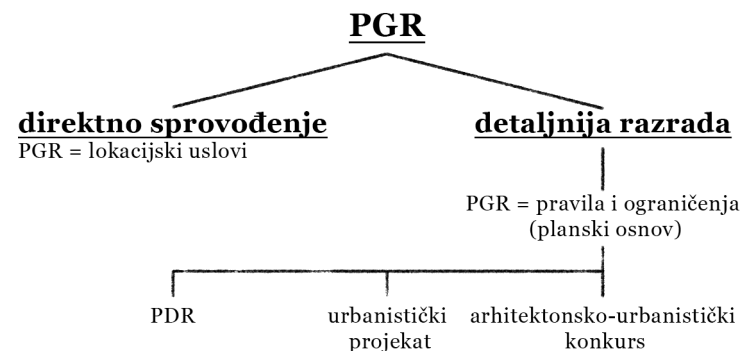 PGR
direktno sprovođenje
PGR = lokacijski uslovi
detaljnija razrada
PGR = pravila i ograničenja
(planski osnov)
PDR
urbanistički
projekat
arhitektonsko-urbanistički
konkurs